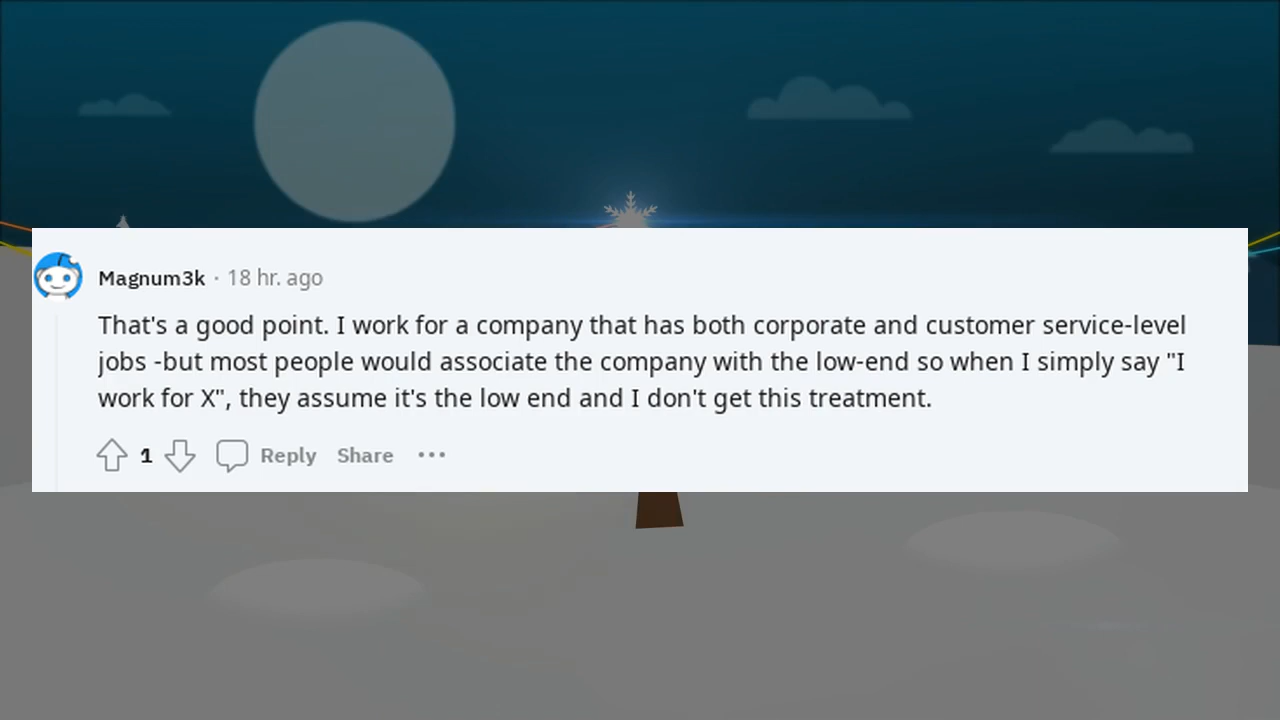 Magnum3k · 18 hr. ago
That's a good point. I work for a company that has both corporate and customer service-level
jobs -but most people would associate the company with the low-end so when I simply say "I
work for X", they assume it's the low end and I don't get this treatment.
1 Reply Share ···